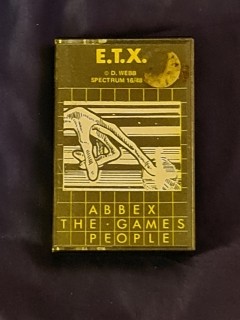 E.T.X.
© D. WEBB
SPECTRUM 16/48
ABBEX
THE-GAMES
PEOPLE